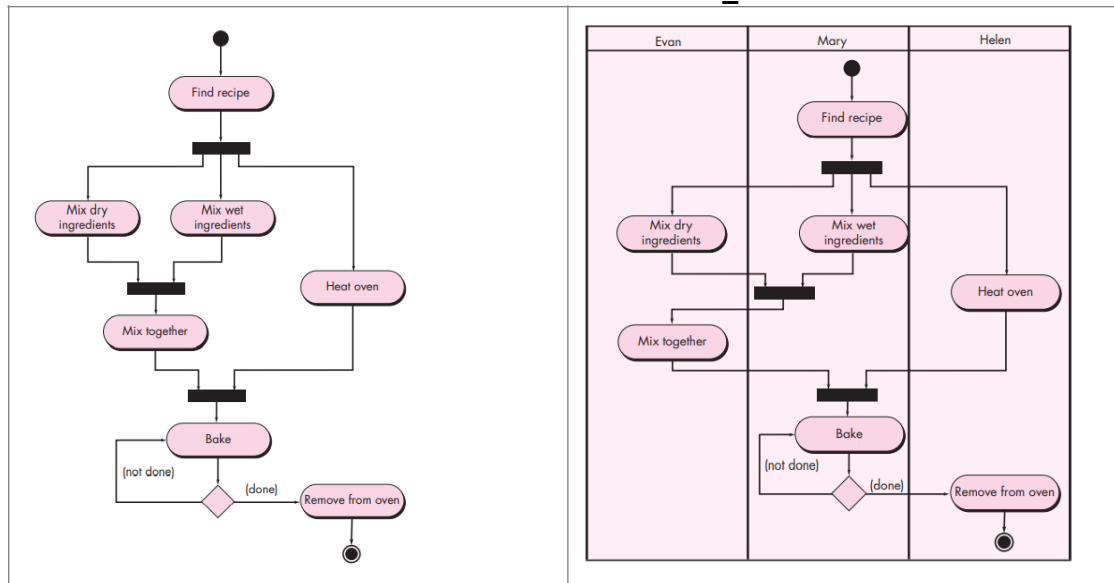 Find recipe
Mix dry
ingredients
Mix wet
ingredients
Heat oven
Mix together
Bake
(not done)
(done)
Remove from oven
Evan
Mary
Helen
Find recipe
Mix dry
ingredients
Mix wet
ingredients
Heat oven
Mix together
Bake
(not done)
(done)
Remove from oven